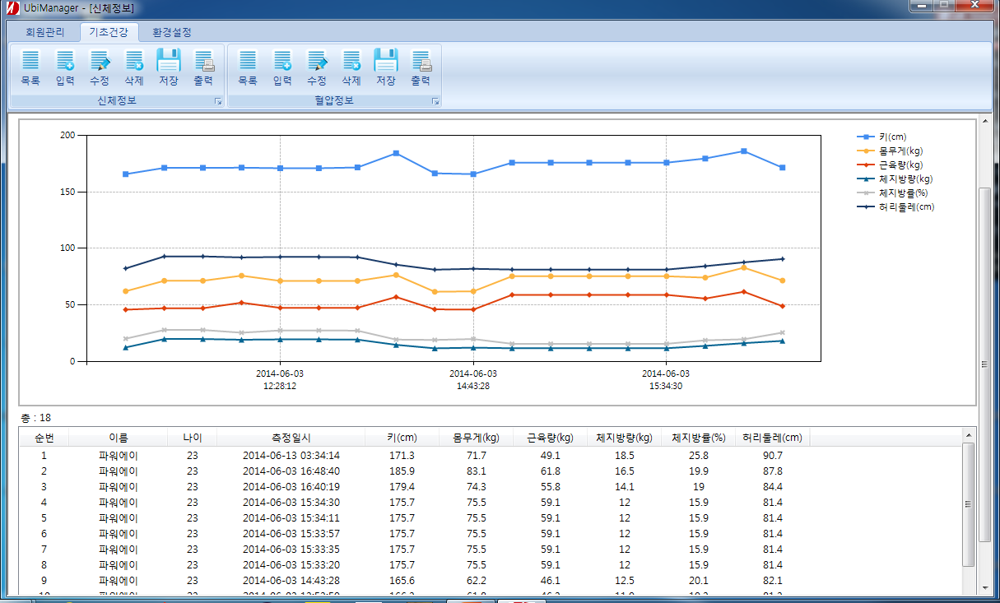 UbiManager - [신체정보]
회원관리 기초건강 환경설정
목록 입력 수정 삭제 저장 출력 목록 입력 수정 삭제 저장 출력
신체정보 혈압정보
200
150
100
50
0
2014-06-03 2014-06-03 2014-06-03
12:28:12 14:43:28 15:34:30
키(cm)
몸무게(kg)
근육량(kg)
체지방량(kg)
체지방률(%)
허리둘레(cm)
총 : 18
순번 이름 나이 측정일시 키(cm) 몸무게(kg) 근육량(kg) 체지방량(kg) 체지방률(%) 허리둘레(cm)
1 파워에이 23 2014-06-13 03:34:14 171.3 71.7 49.1 18.5 25.8 90.7
2 파워에이 23 2014-06-03 16:48:40 185.9 83.1 61.8 16.5 19.9 87.8
3 파워에이 23 2014-06-03 16:40:19 179.4 74.3 55.8 14.1 19 84.4
4 파워에이 23 2014-06-03 15:34:30 175.7 75.5 59.1 12 15.9 81.4
5 파워에이 23 2014-06-03 15:34:11 175.7 75.5 59.1 12 15.9 81.4
6 파워에이 23 2014-06-03 15:33:57 175.7 75.5 59.1 12 15.9 81.4
7 파워에이 23 2014-06-03 15:33:35 175.7 75.5 59.1 12 15.9 81.4
8 파워에이 23 2014-06-03 15:33:20 175.7 75.5 59.1 12 15.9 81.4
9 파워에이 23 2014-06-03 14:43:28 165.6 62.2 46.1 12.5 20.1 82.1